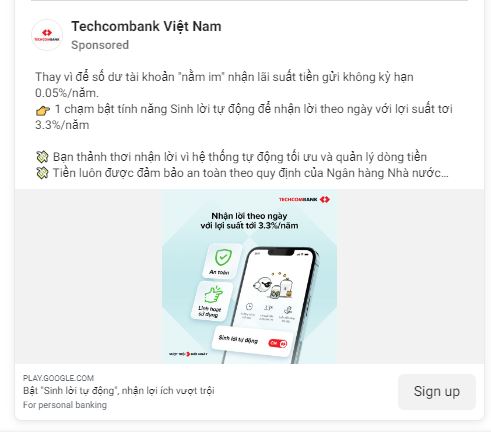 TECHCOMBANK
Techcombank Việt Nam
Sponsored
Thay vì để số dư tài khoản "nằm im" nhận lãi suất tiền gửi không kỳ hạn
0.05%/năm.
👉 1 chạm bật tính năng Sinh lời tự động để nhận lời theo ngày với lợi suất tới
3.3%/năm
💸 Bạn thảnh thơi nhận lời vì hệ thống tự động tối ưu và quản lý dòng tiền
💸 Tiền luôn được đảm bảo an toàn theo quy định của Ngân hàng Nhà nước...
TECHCOMBANK
Nhận lời theo ngày
với lợi suất tới 3.3%/năm
An toàn
Linh hoạt
sử dụng
Sinh lời tự động
ON
VƯỢT TRỘI HƠN MỖI NGÀY
PLAY.GOOGLE.COM
Bật "Sinh lời tự động", nhận lợi ích vượt trội
For personal banking
Sign up